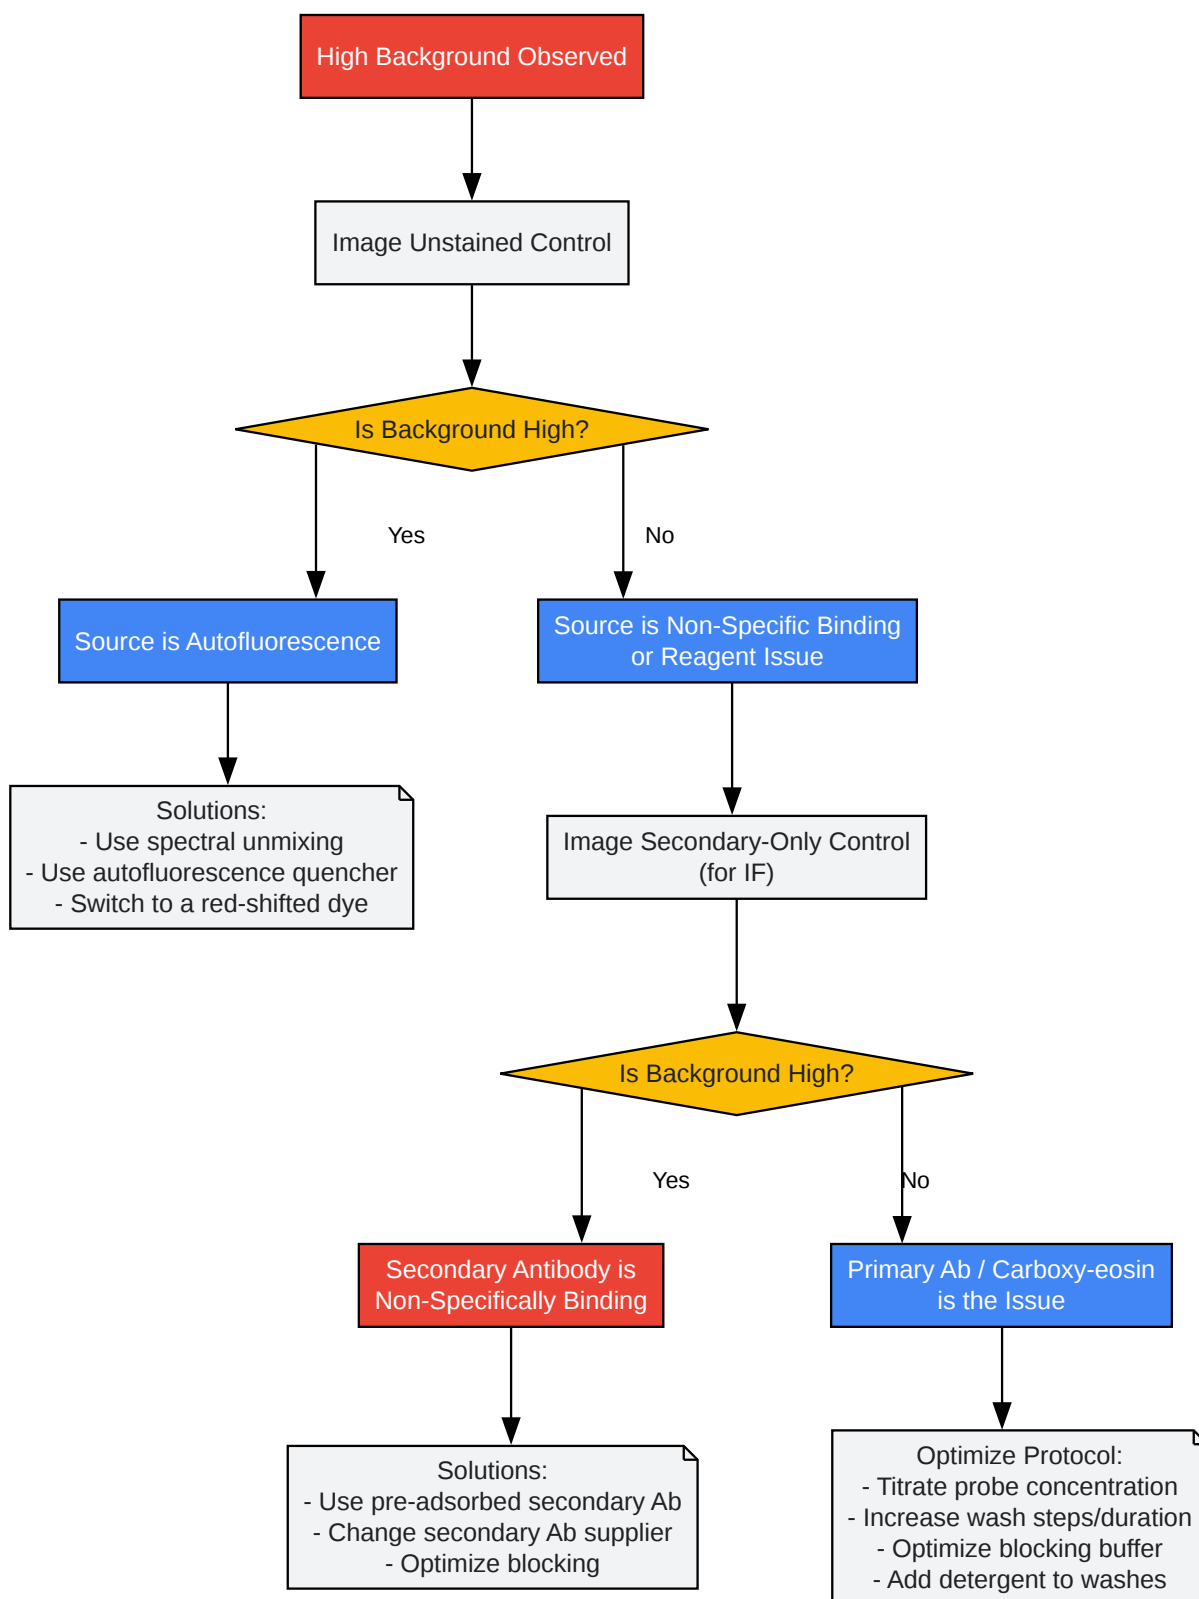 High Background Observed
Image Unstained Control
Is Background High?
Yes
No
Source is Autofluorescence
Source is Non-Specific Binding
or Reagent Issue
Solutions:
- Use spectral unmixing
- Use autofluorescence quencher
- Switch to a red-shifted dye
Image Secondary-Only Control
(for IF)
Is Background High?
Yes
No
Secondary Antibody is
Non-Specifically Binding
Primary Ab / Carboxy-eosin
is the Issue
Solutions:
- Use pre-adsorbed secondary Ab
- Change secondary Ab supplier
- Optimize blocking
Optimize Protocol:
- Titrate probe concentration
- Increase wash steps/duration
- Optimize blocking buffer
- Add detergent to washes